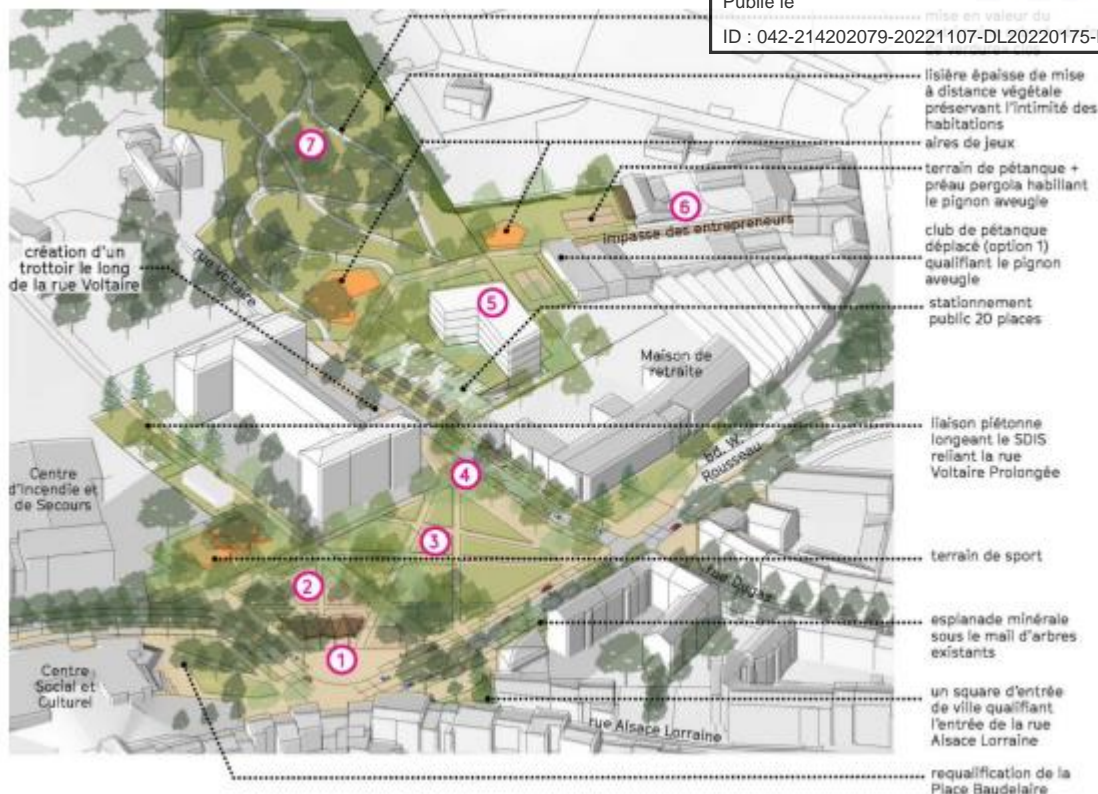 Publié le
ID : 042-214202079-20221107-DL20220175-
mise en valeur du
lisière épaisse de mise
à distance végétale
préservant l'intimité des
habitations
aires de jeux
terrain de pétanque +
préau pergola habillant
le pignon aveugle
club de pétanque
déplacé (option 1)
qualifiant le pignon
aveugle
stationnement
public 20 places
liaison piétonne
longeant le SDIS
reliant la rue
Voltaire Prolongée
terrain de sport
esplanade minérale
sous le mail d'arbres
existants
un square d'entrée
de ville qualifiant
l'entrée de la rue
Alsace Lorraine
requalification de la
Place Baudelaire
création d'un
trottoir le long
de la rue Voltaire
rue Voltaire
7
6
impasse des entrepreneurs
5
Maison de
retraite
bd. W.
Rousseau
4
Centre
d'Incendie et
de Secours
3
2
1
Centre
Social et
Culturel
rue Alsace Lorraine